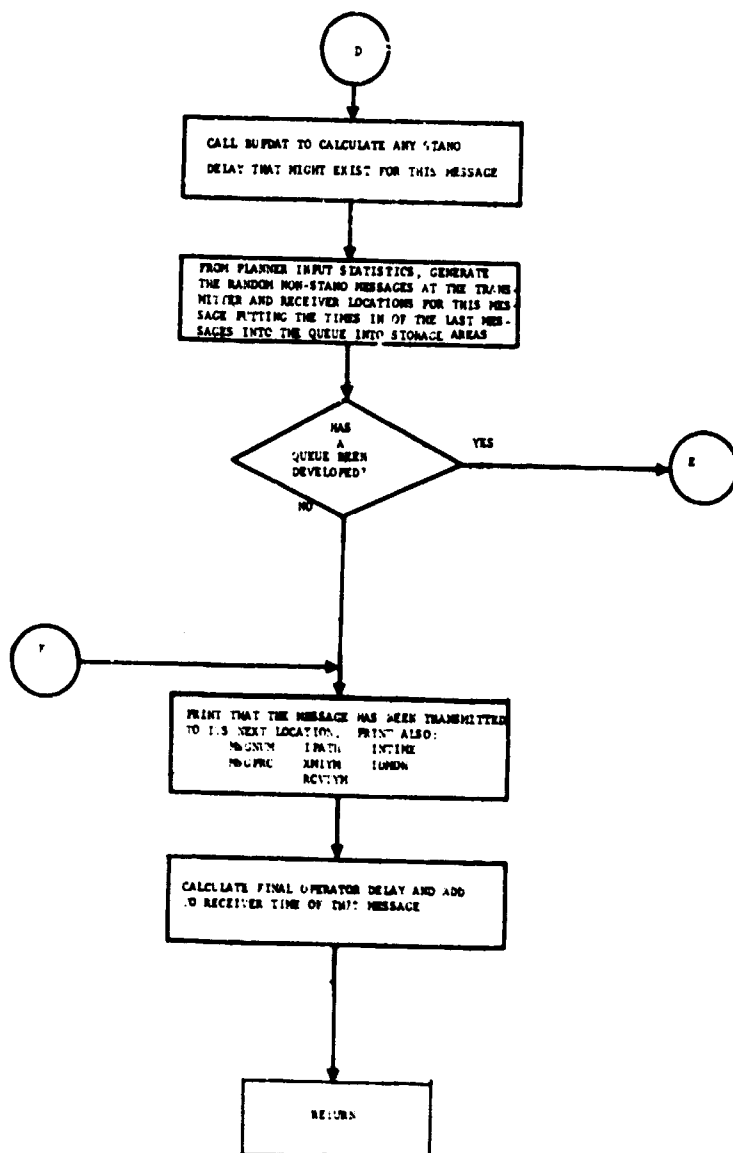 D
CALL BUFDAT TO CALCULATE ANY STANO
DELAY THAT MIGHT EXIST FOR THIS MESSAGE
FROM PLANNER INPUT STATISTICS, GENERATE
THE RANDOM NON-STANO MESSAGES AT THE TRANS-
MITTER AND RECEIVER LOCATIONS FOR THIS MES-
SAGE PUTTING THE TIMES IN OF THE LAST MES-
SAGES INTO THE QUEUE INTO STORAGE AREAS
HAS
A
QUEUE BEEN
DEVELOPED?
YES
E
NO
F
PRINT THAT THE MESSAGE HAS BEEN TRANSMITTED
TO ITS NEXT LOCATION. PRINT ALSO:
MSGNUM IPATH INTIME
MSGPRC XMTYM
RCVTYM
CALCULATE FINAL OPERATOR DELAY AND ADD
TO RECEIVER TIME OF THIS MESSAGE
RETURN